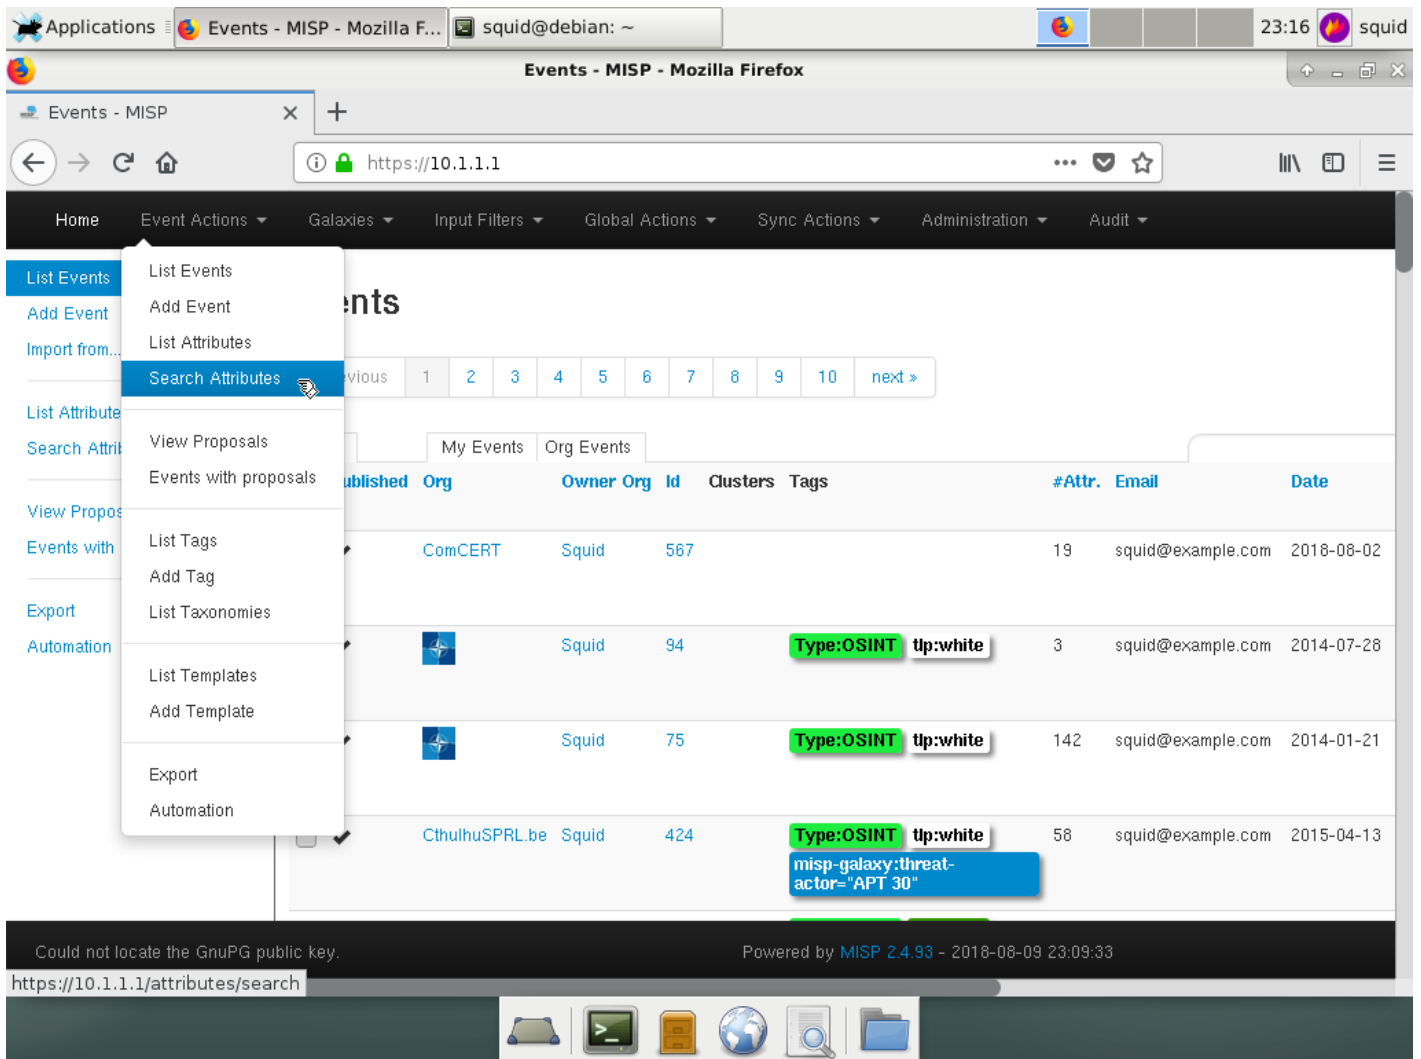 Applications Events - MISP - Mozilla F... squid@debian: ~ 23:16 squid
Events - MISP - Mozilla Firefox
Events - MISP
https://10.1.1.1
Home Event Actions Galaxies Input Filters Global Actions Sync Actions Administration Audit
List Events
Add Event
Import from...
List Attribute
Search Attrib
View Propos
Events with
Export
Automation
List Events
Add Event
List Attributes
Search Attributes
View Proposals
Events with proposals
List Tags
Add Tag
List Taxonomies
List Templates
Add Template
Export
Automation
ents
vious 1 2 3 4 5 6 7 8 9 10 next »
My Events Org Events
ublished Org Owner Org Id Clusters Tags #Attr. Email Date
ComCERT Squid 567 19 squid@example.com 2018-08-02
Squid 94 Type:OSINT tlp:white 3 squid@example.com 2014-07-28
Squid 75 Type:OSINT tlp:white 142 squid@example.com 2014-01-21
CthulhuSPRL.be Squid 424 Type:OSINT tlp:white 58 squid@example.com 2015-04-13
misp-galaxy:threat-
actor="APT 30"
Could not locate the GnuPG public key. Powered by MISP 2.4.93 - 2018-08-09 23:09:33
https://10.1.1.1/attributes/search